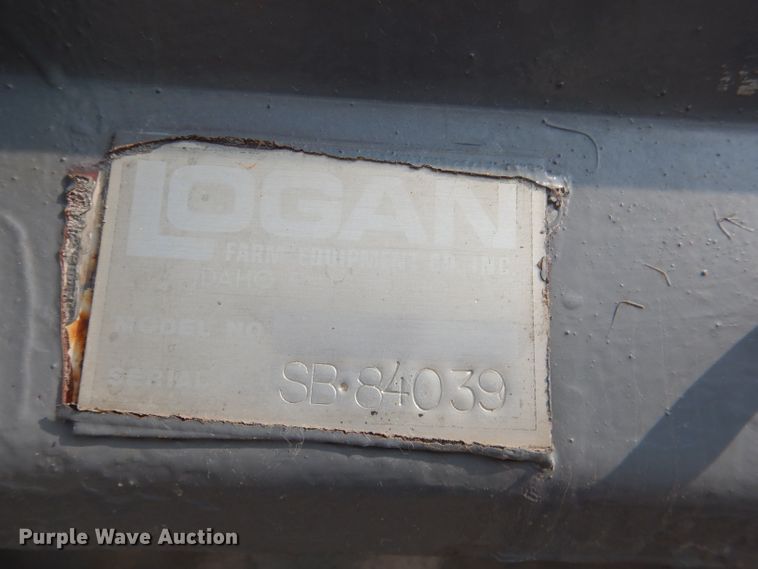 LOGAN
FARM EQUIPMENT CO. INC
IDAHO
MODEL NO
SERIAL SB 84039
Purple Wave Auction